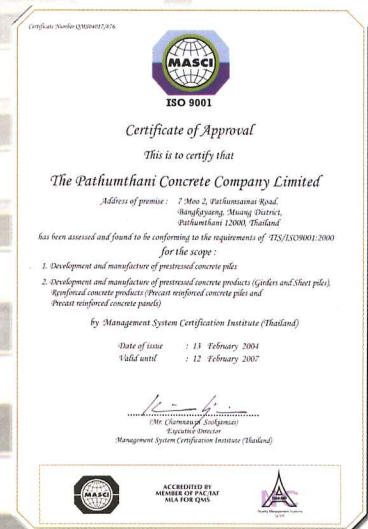 Certificate Number QMS04017/076
MASCI
ISO 9001
Certificate of Approval
This is to certify that
The Pathumthani Concrete Company Limited
Address of premise : 7 Moo 2, Pathumsainai Road,
Bangkayaeng, Muang District,
Pathumthani 12000, Thailand
has been assessed and found to be conforming to the requirements of TIS/ISO9001:2000
for the scope :
1. Development and manufacture of prestressed concrete piles
2. Development and manufacture of prestressed concrete products (Girders and Sheet piles),
Reinforced concrete products (Precast reinforced concrete piles and
Precast reinforced concrete panels)
by Management System Certification Institute (Thailand)
Date of issue : 13 February 2004
Valid until : 12 February 2007
(Mr. Charnnauyt Sookjansai)
Executive Director
Management System Certification Institute (Thailand)
MASCI
ACCREDITED BY
MEMBER OF PAC/IAF
MLA FOR QMS
Quality Management Systems